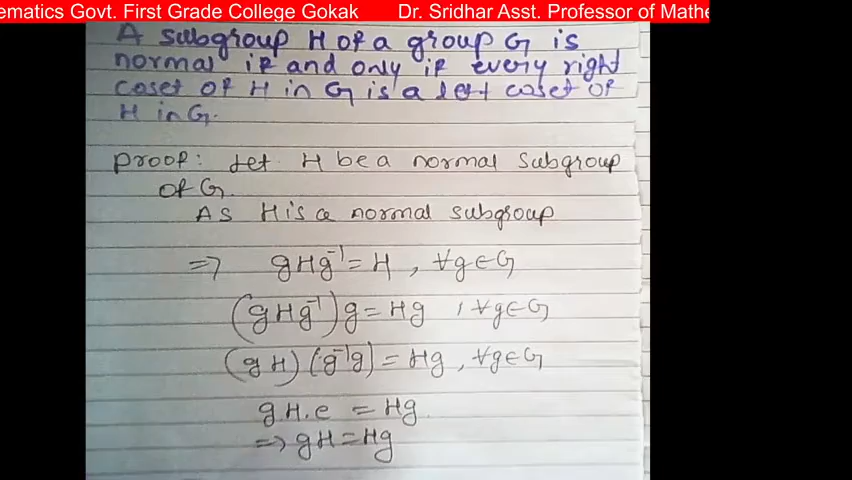 ematics Govt. First Grade College Gokak Dr. Sridhar Asst. Professor of Mathe
A subgroup H of a group G is
normal if and only if every right
coset of H in G is a left coset of
H in G.
Proof: Let H be a normal subgroup
of G.
As H is a normal subgroup
⇒ gHg⁻¹ = H , ∀g∈G
(gHg⁻¹)g = Hg , ∀g∈G
(gH)(g⁻¹g) = Hg , ∀g∈G
gH.e = Hg.
⇒ gH = Hg